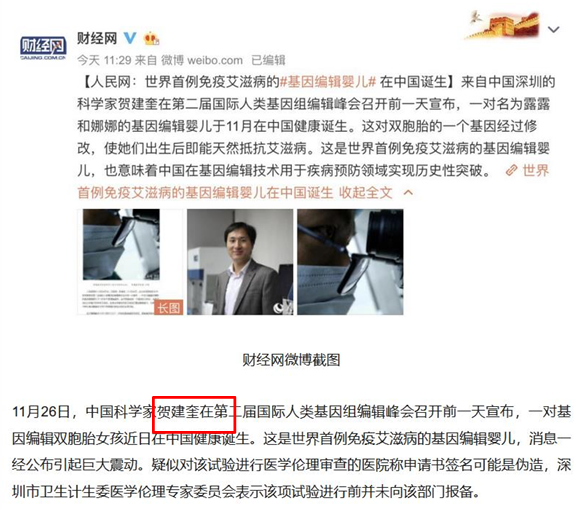 财经网
CAIJING.COM.CN
财经网
今天 11:29 来自 微博 weibo.com 已编辑
【人民网：世界首例免疫艾滋病的#基因编辑婴儿# 在中国诞生】来自中国深圳的
科学家贺建奎在第二届国际人类基因组编辑峰会召开前一天宣布，一对名为露露
和娜娜的基因编辑婴儿于11月在中国健康诞生。这对双胞胎的一个基因经过修
改，使她们出生后即能天然抵抗艾滋病。这是世界首例免疫艾滋病的基因编辑婴
儿，也意味着中国在基因编辑技术用于疾病预防领域实现历史性突破。 世界
首例免疫艾滋病的基因编辑婴儿在中国诞生 收起全文
长图
财经网微博截图
11月26日，中国科学家贺建奎在第二届国际人类基因组编辑峰会召开前一天宣布，一对基
因编辑双胞胎女孩近日在中国健康诞生。这是世界首例免疫艾滋病的基因编辑婴儿，消息一
经公布引起巨大震动。疑似对该试验进行医学伦理审查的医院称申请书签名可能是伪造，深
圳市卫生计生委医学伦理专家委员会表示该项试验进行前并未向该部门报备。